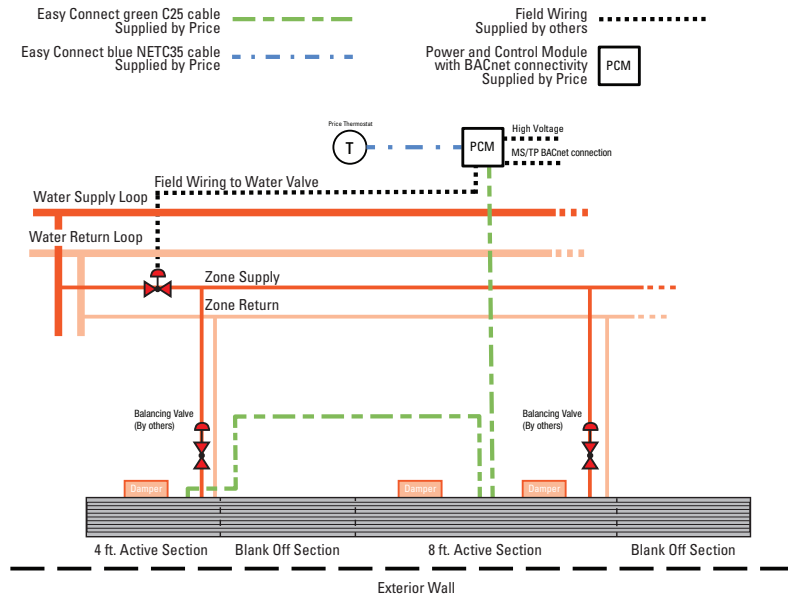 Easy Connect green C25 cable
Supplied by Price
Field Wiring
Supplied by others
Easy Connect blue NETC35 cable
Supplied by Price
Power and Control Module
with BACnet connectivity
Supplied by Price
PCM
Price Thermostat
T
PCM
High Voltage
MS/TP BACnet connection
Field Wiring to Water Valve
Water Supply Loop
Water Return Loop
Zone Supply
Zone Return
Balancing Valve
(By others)
Balancing Valve
(By others)
Damper
Damper
Damper
4 ft. Active Section
Blank Off Section
8 ft. Active Section
Blank Off Section
Exterior Wall